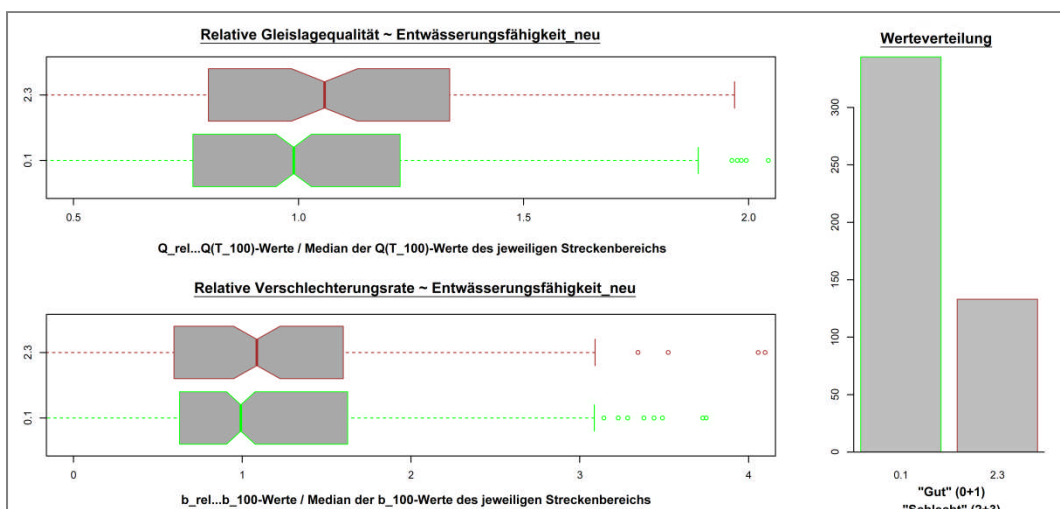 Relative Gleislagequalität ~ Entwässerungsfähigkeit_neu
2.3
0.1
0.5 1.0 1.5 2.0
Q_rel...Q(T_100)-Werte / Median der Q(T_100)-Werte des jeweiligen Streckenbereichs
Relative Verschlechterungsrate ~ Entwässerungsfähigkeit_neu
2.3
0.1
0 1 2 3 4
b_rel...b_100-Werte / Median der b_100-Werte des jeweiligen Streckenbereichs
Werteverteilung
300
250
200
150
100
50
0
0.1 2.3
"Gut" (0+1)
"Schlecht" (2+3)